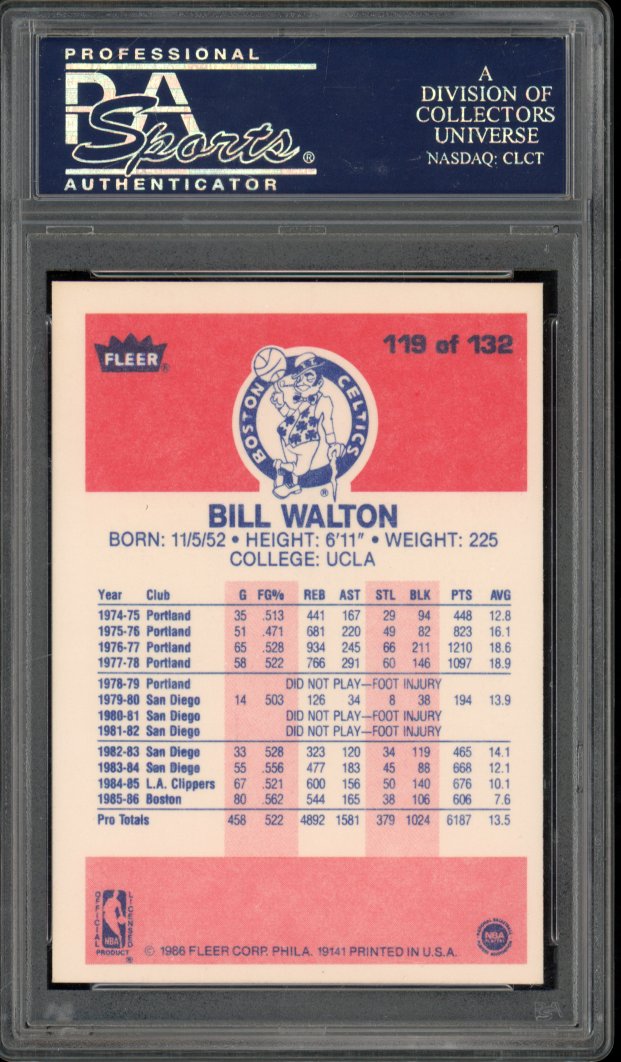 PROFESSIONAL
PSA
Sports®
AUTHENTICATOR
A
DIVISION OF
COLLECTORS
UNIVERSE
NASDAQ: CLCT
FLEER®
119 of 132
BOSTON CELTICS
®
BILL WALTON
BORN: 11/5/52 • HEIGHT: 6'11" • WEIGHT: 225
COLLEGE: UCLA
Year Club G FG% REB AST STL BLK PTS AVG
1974-75 Portland 35 .513 441 167 29 94 448 12.8
1975-76 Portland 51 .471 681 220 49 82 823 16.1
1976-77 Portland 65 .528 934 245 66 211 1210 18.6
1977-78 Portland 58 .522 766 291 60 146 1097 18.9
1978-79 Portland DID NOT PLAY—FOOT INJURY
1979-80 San Diego 14 .503 126 34 8 38 194 13.9
1980-81 San Diego DID NOT PLAY—FOOT INJURY
1981-82 San Diego DID NOT PLAY—FOOT INJURY
1982-83 San Diego 33 .528 323 120 34 119 465 14.1
1983-84 San Diego 55 .556 477 183 45 88 668 12.1
1984-85 L.A. Clippers 67 .521 600 156 50 140 676 10.1
1985-86 Boston 80 .562 544 165 38 106 606 7.6
Pro Totals 458 .522 4892 1581 379 1024 6187 13.5
OFFICIAL LICENSED
NBA
PRODUCT ®
© 1986 FLEER CORP. PHILA. 19141 PRINTED IN U.S.A.
NBA